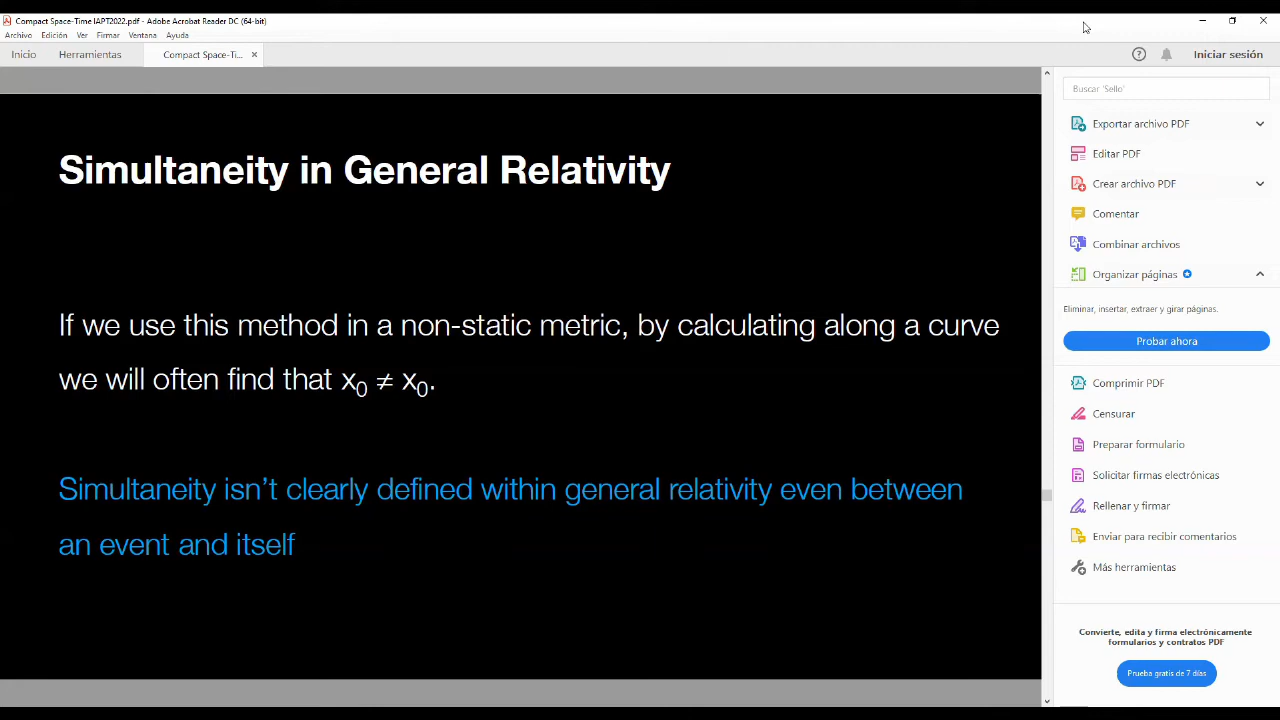 Compact Space-Time IAPT2022.pdf - Adobe Acrobat Reader DC (64-bit)
Archivo Edición Ver Firmar Ventana Ayuda
Inicio Herramientas Compact Space-Ti... × ? Iniciar sesión
Buscar 'Sello'
Simultaneity in General Relativity
If we use this method in a non-static metric, by calculating along a curve
we will often find that x₀ ≠ x₀.
Simultaneity isn't clearly defined within general relativity even between
an event and itself
Exportar archivo PDF
Editar PDF
Crear archivo PDF
Comentar
Combinar archivos
Organizar páginas
Eliminar, insertar, extraer y girar páginas.
Probar ahora
Comprimir PDF
Censurar
Preparar formulario
Solicitar firmas electrónicas
Rellenar y firmar
Enviar para recibir comentarios
Más herramientas
Convierte, edita y firma electrónicamente
formularios y contratos PDF
Prueba gratis de 7 días